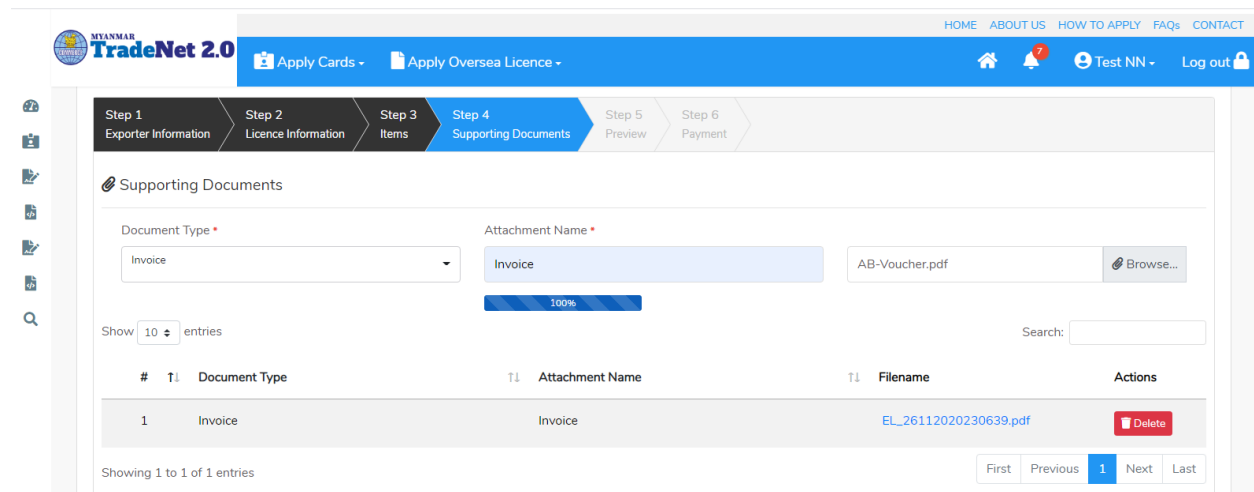 HOME ABOUT US HOW TO APPLY FAQs CONTACT
MYANMAR
TradeNet 2.0
Apply Cards
Apply Oversea Licence
7
Test NN
Log out
Step 1
Exporter Information
Step 2
Licence Information
Step 3
Items
Step 4
Supporting Documents
Step 5
Preview
Step 6
Payment
Supporting Documents
Document Type *
Attachment Name *
Invoice
Invoice
AB-Voucher.pdf
Browse...
100%
Show 10 entries
Search:
# Document Type Attachment Name Filename Actions
1 Invoice Invoice EL_26112020230639.pdf Delete
Showing 1 to 1 of 1 entries
First Previous 1 Next Last